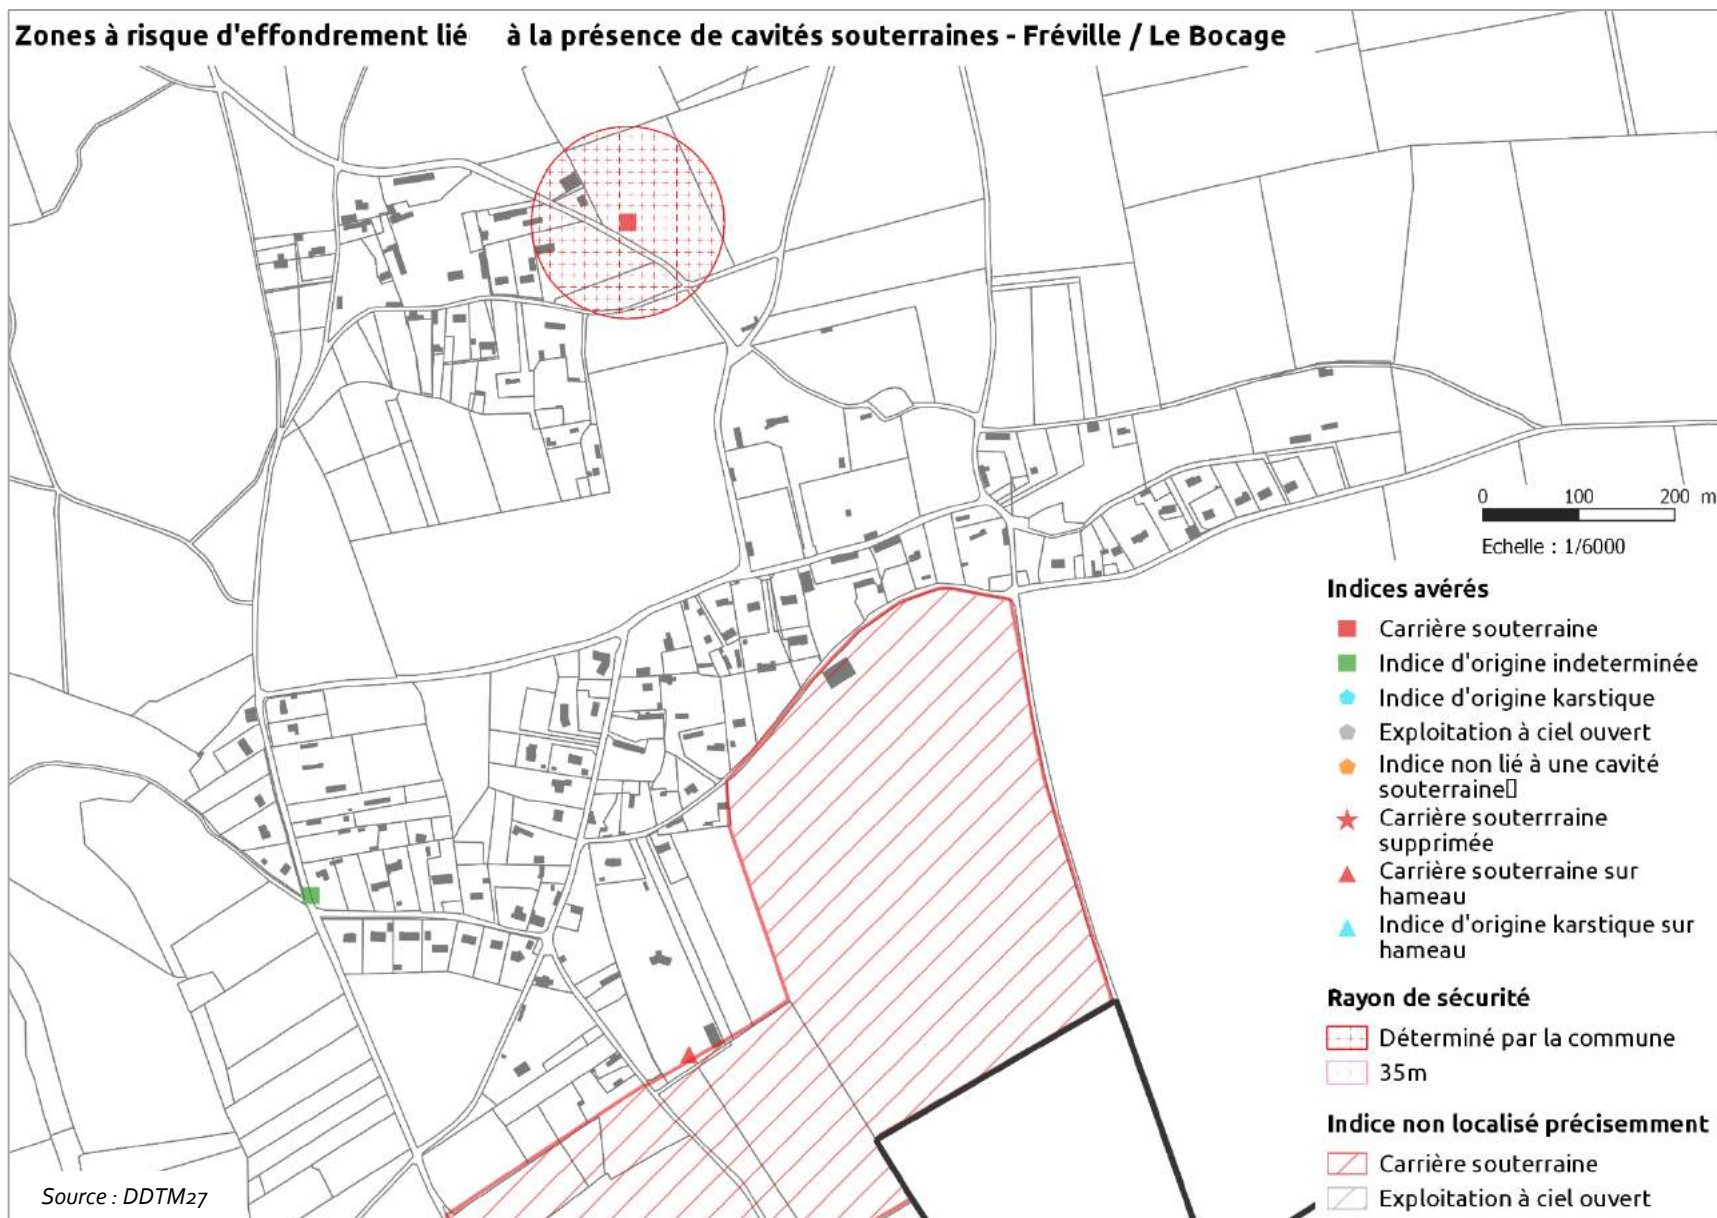 Zones à risque d'effondrement lié à la présence de cavités souterraines - Fréville / Le Bocage
0 100 200 m
Echelle : 1/6000
Indices avérés
Carrière souterraine
Indice d'origine indeterminée
Indice d'origine karstique
Exploitation à ciel ouvert
Indice non lié à une cavité
souterraine
Carrière souterrraine
supprimée
Carrière souterraine sur
hameau
Indice d'origine karstique sur
hameau
Rayon de sécurité
Déterminé par la commune
35m
Indice non localisé précisemment
Carrière souterraine
Exploitation à ciel ouvert
Source : DDTM27